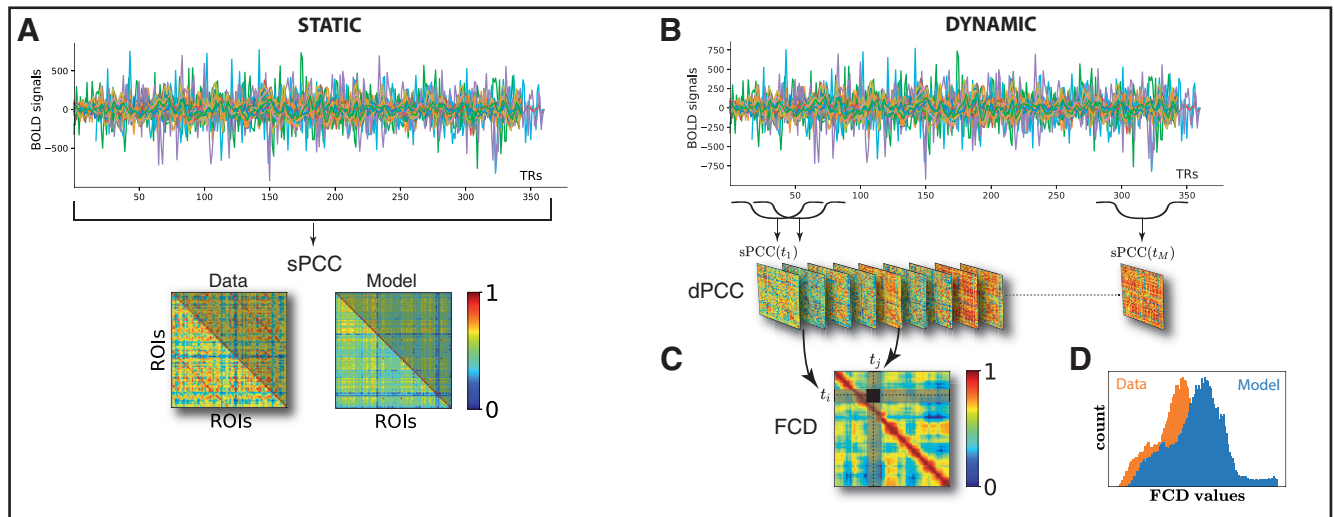 A
STATIC
BOLD signals
500
0
−500
TRs
50
100
150
200
250
300
350
sPCC
Data
Model
ROIs
ROIs
ROIs
1
0
B
DYNAMIC
BOLD signals
750
500
250
0
−250
−500
−750
TRs
50
100
150
200
250
300
350
sPCC(t1)
sPCC(tM)
dPCC
C
tj
ti
FCD
1
0
D
Data
Model
count
FCD values